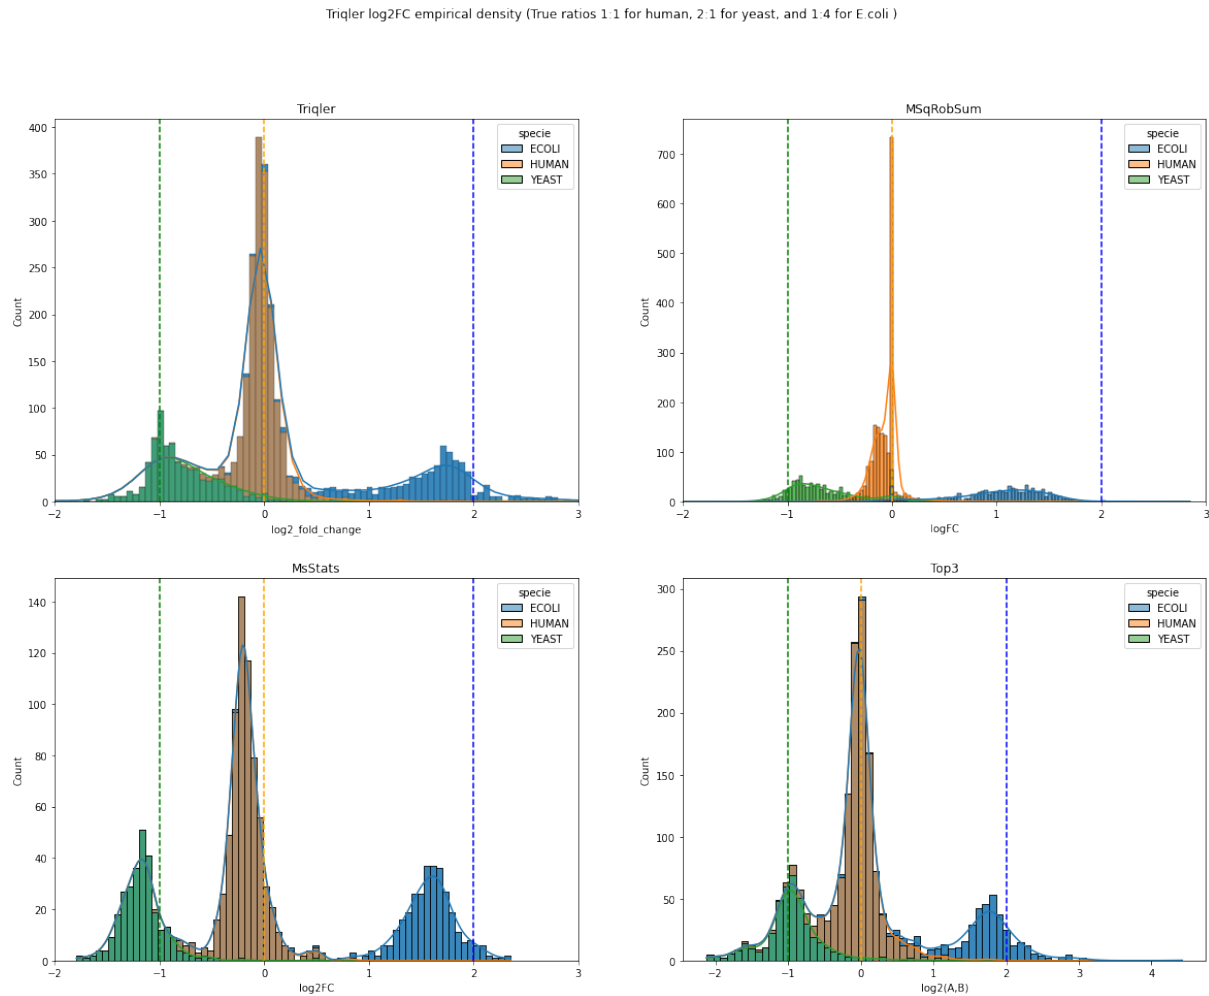 Triqler log2FC empirical density (True ratios 1:1 for human, 2:1 for yeast, and 1:4 for E.coli )
Triqler
400
350
300
250
200
150
100
50
0
Count
−2 −1 0 1 2 3
log2_fold_change
specie
ECOLI
HUMAN
YEAST
MSqRobSum
700
600
500
400
300
200
100
0
Count
−2 −1 0 1 2 3
logFC
specie
ECOLI
HUMAN
YEAST
MsStats
140
120
100
80
60
40
20
0
Count
−2 −1 0 1 2 3
log2FC
specie
ECOLI
HUMAN
YEAST
Top3
300
250
200
150
100
50
0
Count
−2 −1 0 1 2 3 4
log2(A,B)
specie
ECOLI
HUMAN
YEAST